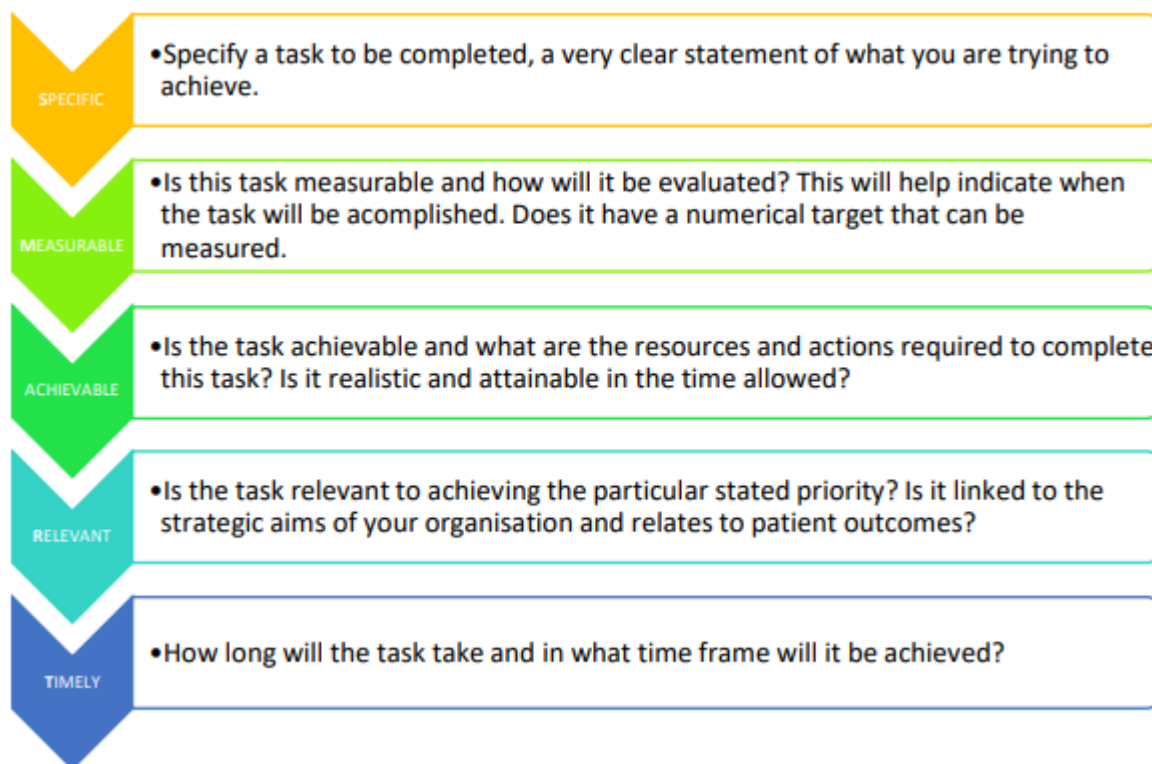 SPECIFIC
•Specify a task to be completed, a very clear statement of what you are trying to
achieve.
MEASURABLE
•Is this task measurable and how will it be evaluated? This will help indicate when
the task will be acomplished. Does it have a numerical target that can be
measured.
ACHIEVABLE
•Is the task achievable and what are the resources and actions required to complete
this task? Is it realistic and attainable in the time allowed?
RELEVANT
•Is the task relevant to achieving the particular stated priority? Is it linked to the
strategic aims of your organisation and relates to patient outcomes?
TIMELY
•How long will the task take and in what time frame will it be achieved?